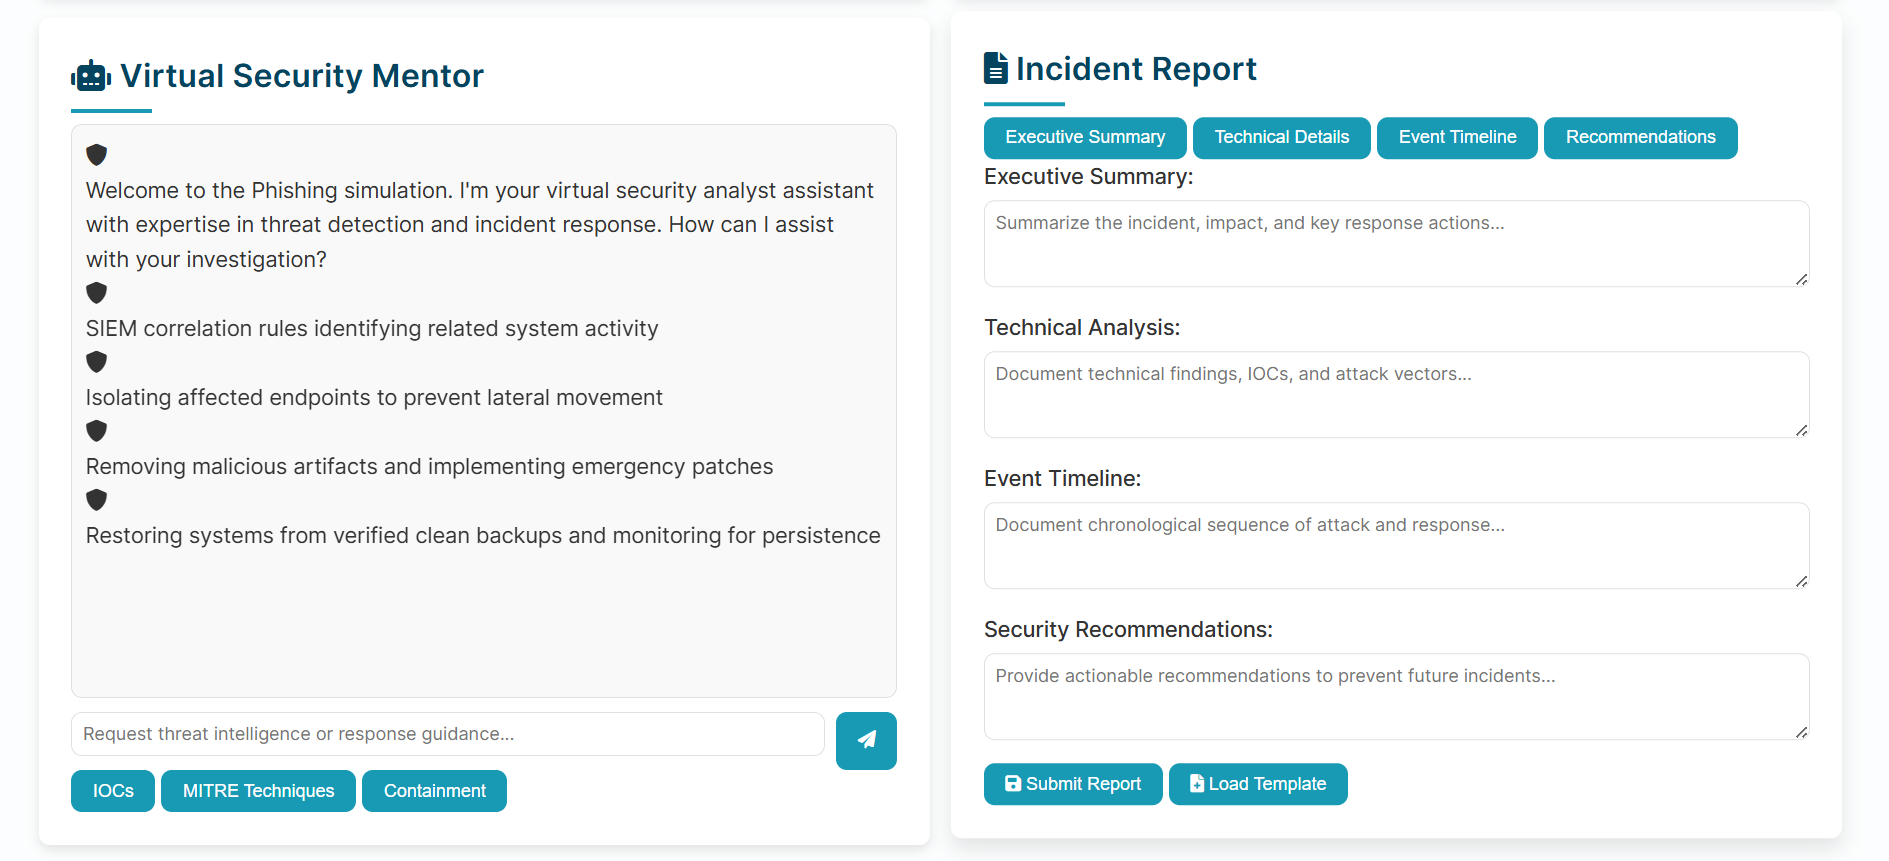 Virtual Security Mentor
Welcome to the Phishing simulation. I'm your virtual security analyst assistant
with expertise in threat detection and incident response. How can I assist
with your investigation?
SIEM correlation rules identifying related system activity
Isolating affected endpoints to prevent lateral movement
Removing malicious artifacts and implementing emergency patches
Restoring systems from verified clean backups and monitoring for persistence
Request threat intelligence or response guidance...
IOCs MITRE Techniques Containment
Incident Report
Executive Summary Technical Details Event Timeline Recommendations
Executive Summary:
Summarize the incident, impact, and key response actions...
Technical Analysis:
Document technical findings, IOCs, and attack vectors...
Event Timeline:
Document chronological sequence of attack and response...
Security Recommendations:
Provide actionable recommendations to prevent future incidents...
Submit Report Load Template